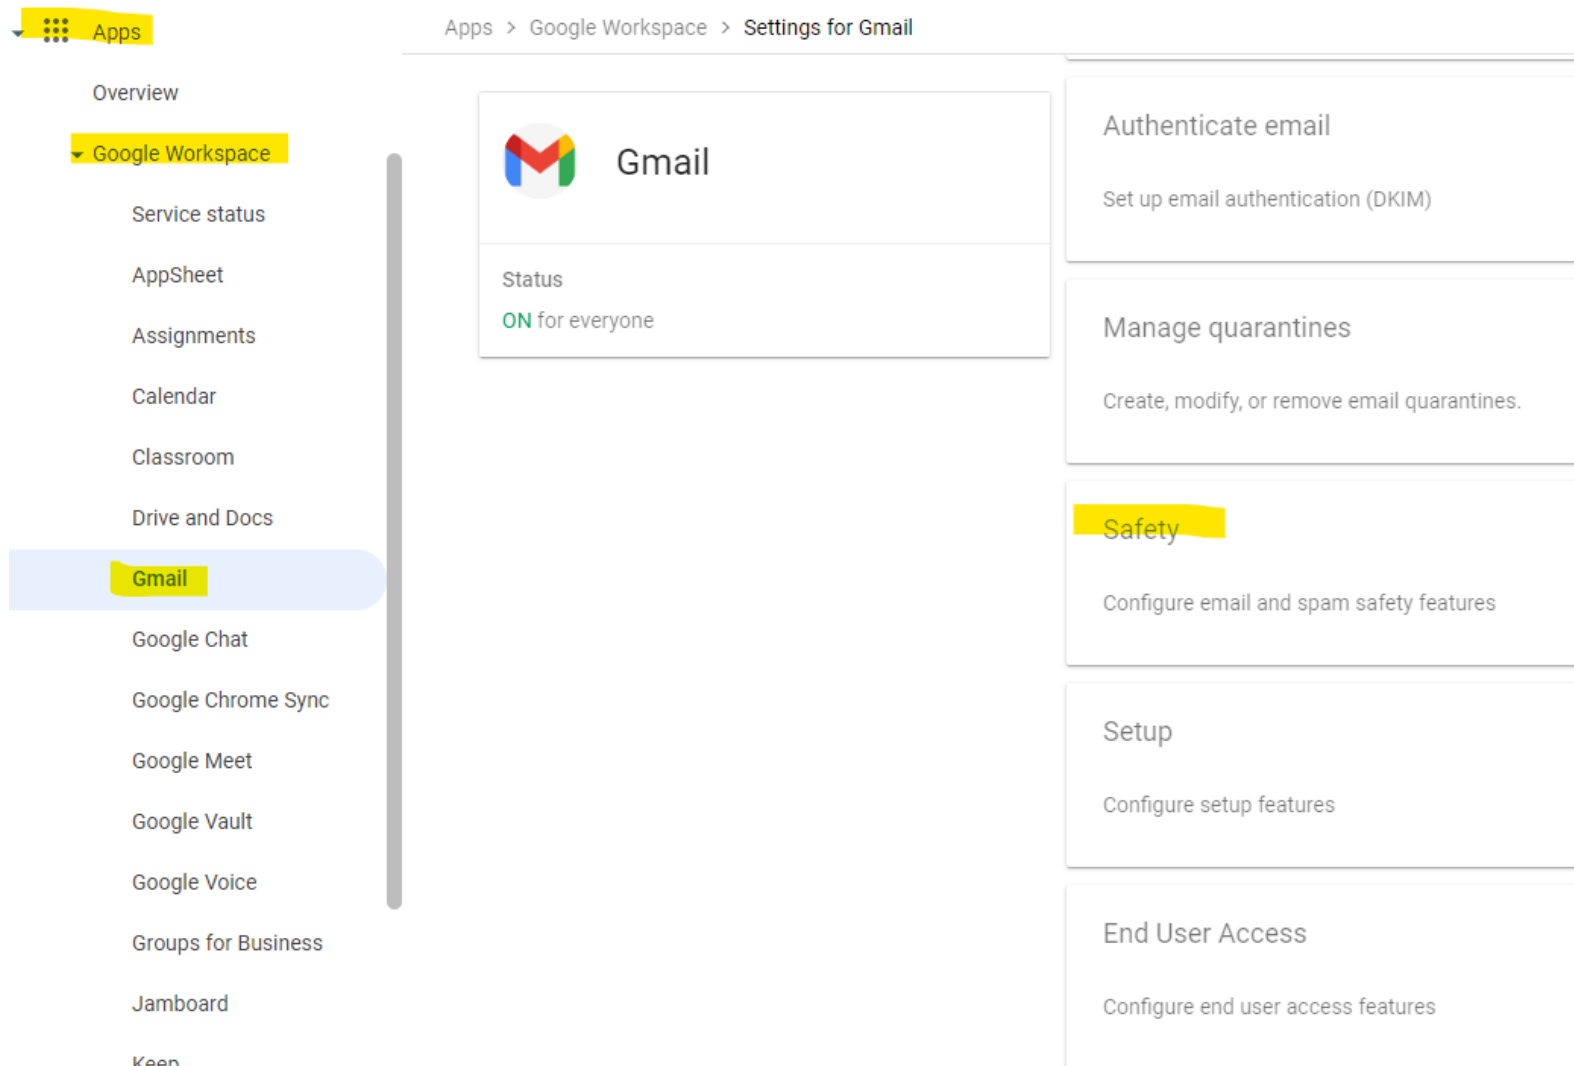 Apps
Overview
Google Workspace
Service status
AppSheet
Assignments
Calendar
Classroom
Drive and Docs
Gmail
Google Chat
Google Chrome Sync
Google Meet
Google Vault
Google Voice
Groups for Business
Jamboard
Keep
Apps > Google Workspace > Settings for Gmail
Gmail
Status
ON for everyone
Authenticate email
Set up email authentication (DKIM)
Manage quarantines
Create, modify, or remove email quarantines.
Safety
Configure email and spam safety features
Setup
Configure setup features
End User Access
Configure end user access features